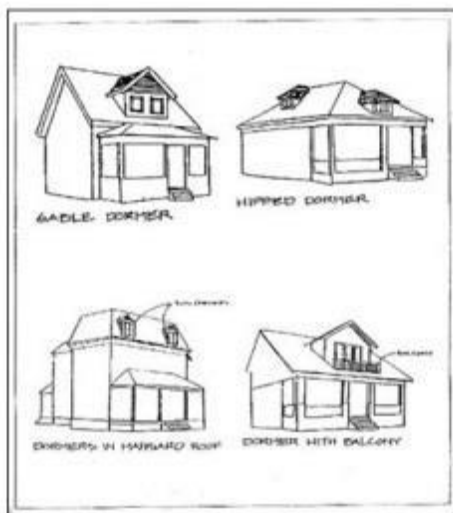 GABLE DORMER
HIPPED DORMER
DORMERS IN MANSARD ROOF
DORMER WITH BALCONY